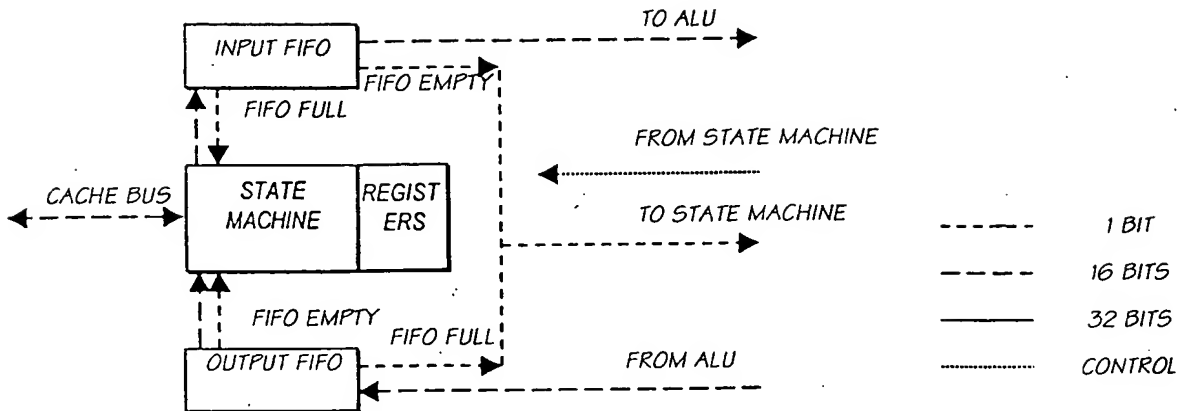 TO ALU
INPUT FIFO
FIFO EMPTY
FIFO FULL
FROM STATE MACHINE
CACHE BUS
STATE
MACHINE
REGIST
ERS
TO STATE MACHINE
1 BIT
16 BITS
FIFO EMPTY
32 BITS
FIFO FULL
OUTPUT FIFO
FROM ALU
CONTROL